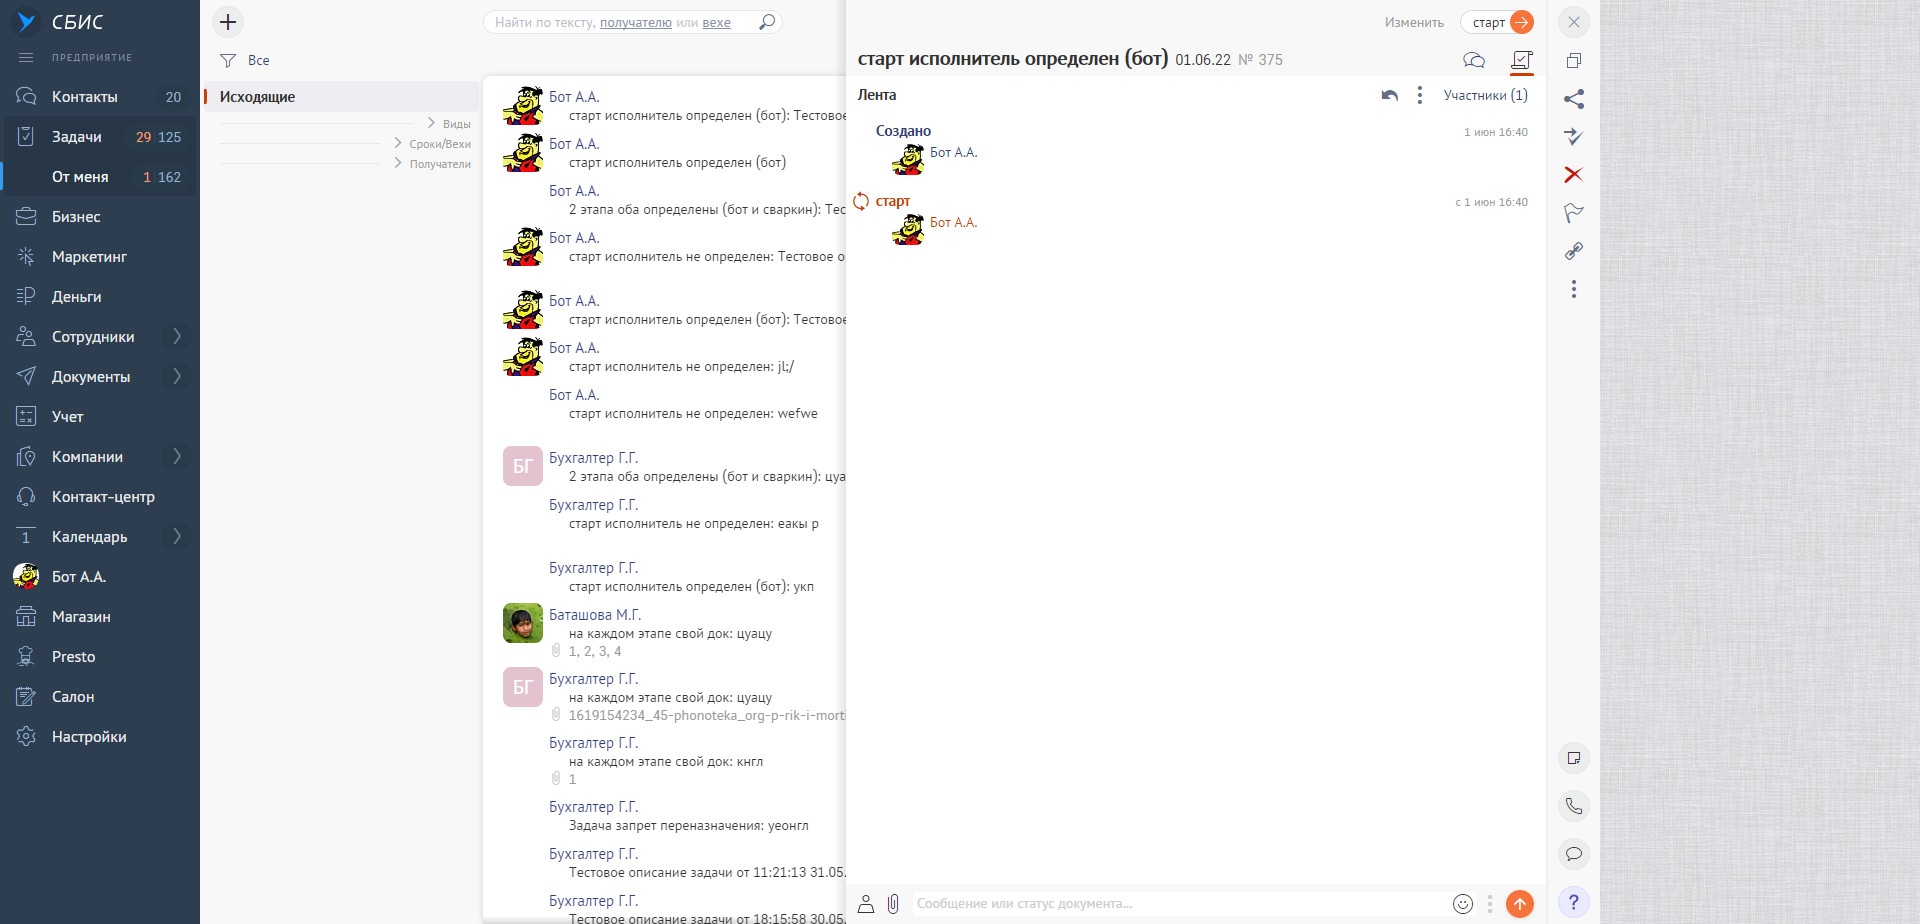 СБИС
ПРЕДПРИЯТИЕ
Контакты 20
Задачи 29 125
От меня 1 162
Бизнес
Маркетинг
Деньги
Сотрудники
Документы
Учет
Компании
Контакт-центр
1 Календарь
Бот А.А.
Магазин
Presto
Салон
Настройки
Найти по тексту, получателю или вехе
Все
Исходящие
Виды
Сроки/Вехи
Получатели
Бот А.А.
старт исполнитель определен (бот): Тестовое
Бот А.А.
старт исполнитель определен (бот)
Бот А.А.
2 этапа оба определены (бот и сваркин): Тес
Бот А.А.
старт исполнитель не определен: Тестовое о
Бот А.А.
старт исполнитель определен (бот): Тестовое
Бот А.А.
старт исполнитель не определен: jl;/
Бот А.А.
старт исполнитель не определен: wefwe
БГ
Бухгалтер Г.Г.
2 этапа оба определены (бот и сваркин): цуа
Бухгалтер Г.Г.
старт исполнитель не определен: еакы р
Бухгалтер Г.Г.
старт исполнитель определен (бот): укп
Баташова М.Г.
на каждом этапе свой док: цуацу
1, 2, 3, 4
БГ
Бухгалтер Г.Г.
на каждом этапе свой док: цуацу
1619154234_45-phonoteka_org-p-rik-i-morti
Бухгалтер Г.Г.
на каждом этапе свой док: кнгл
1
Бухгалтер Г.Г.
Задача запрет переназначения: уеонгл
Бухгалтер Г.Г.
Тестовое описание задачи от 11:21:13 31.05.
Бухгалтер Г.Г.
Тестовое описание задачи от 18:15:58 30.05.
Изменить старт
старт исполнитель определен (бот) 01.06.22 № 375
Лента
Участники (1)
Создано 1 июн 16:40
Бот А.А.
старт с 1 июн 16:40
Бот А.А.
Сообщение или статус документа...
?